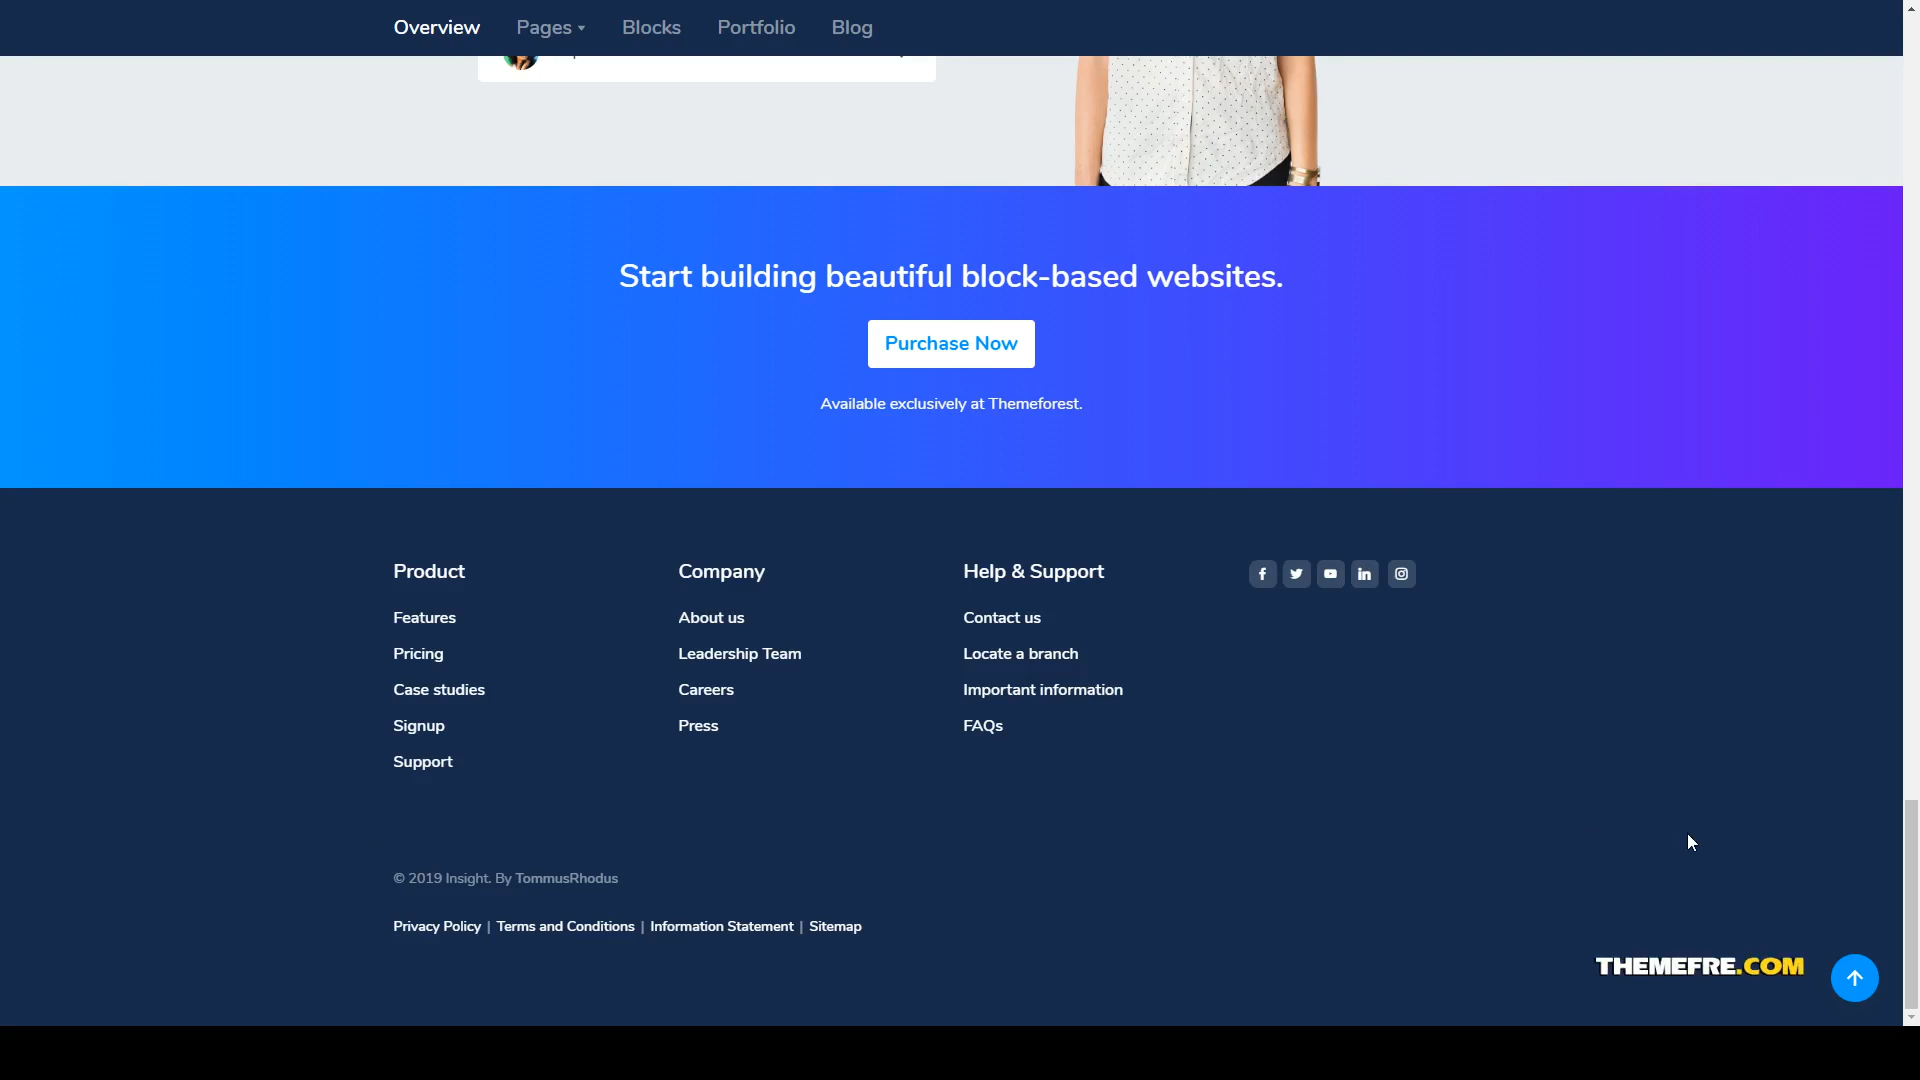 Overview Pages Blocks Portfolio Blog
Start building beautiful block-based websites.
Purchase Now
Available exclusively at Themeforest.
Product
Features
Pricing
Case studies
Signup
Support
Company
About us
Leadership Team
Careers
Press
Help & Support
Contact us
Locate a branch
Important information
FAQs
© 2019 Insight. By TommusRhodus
Privacy Policy | Terms and Conditions | Information Statement | Sitemap
THEMEFRE.COM